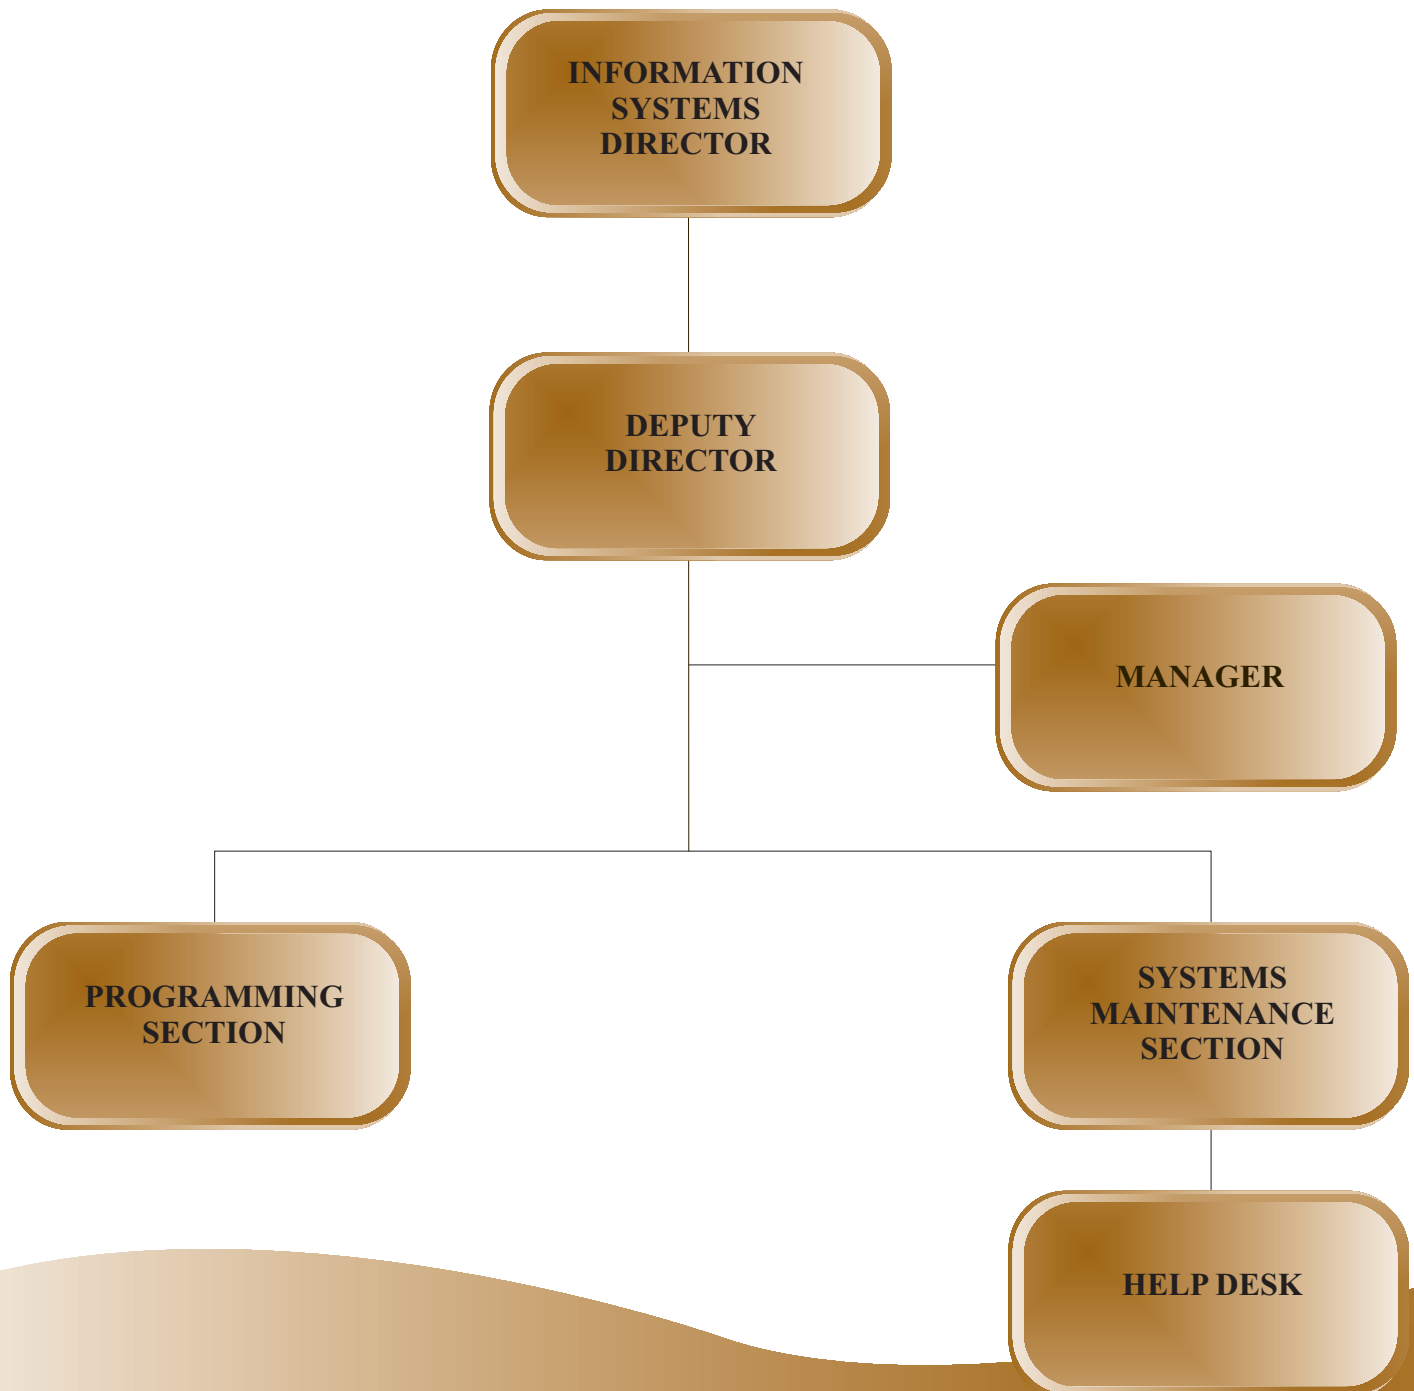 INFORMATION
SYSTEMS
DIRECTOR
DEPUTY
DIRECTOR
MANAGER
PROGRAMMING
SECTION
SYSTEMS
MAINTENANCE
SECTION
HELP DESK